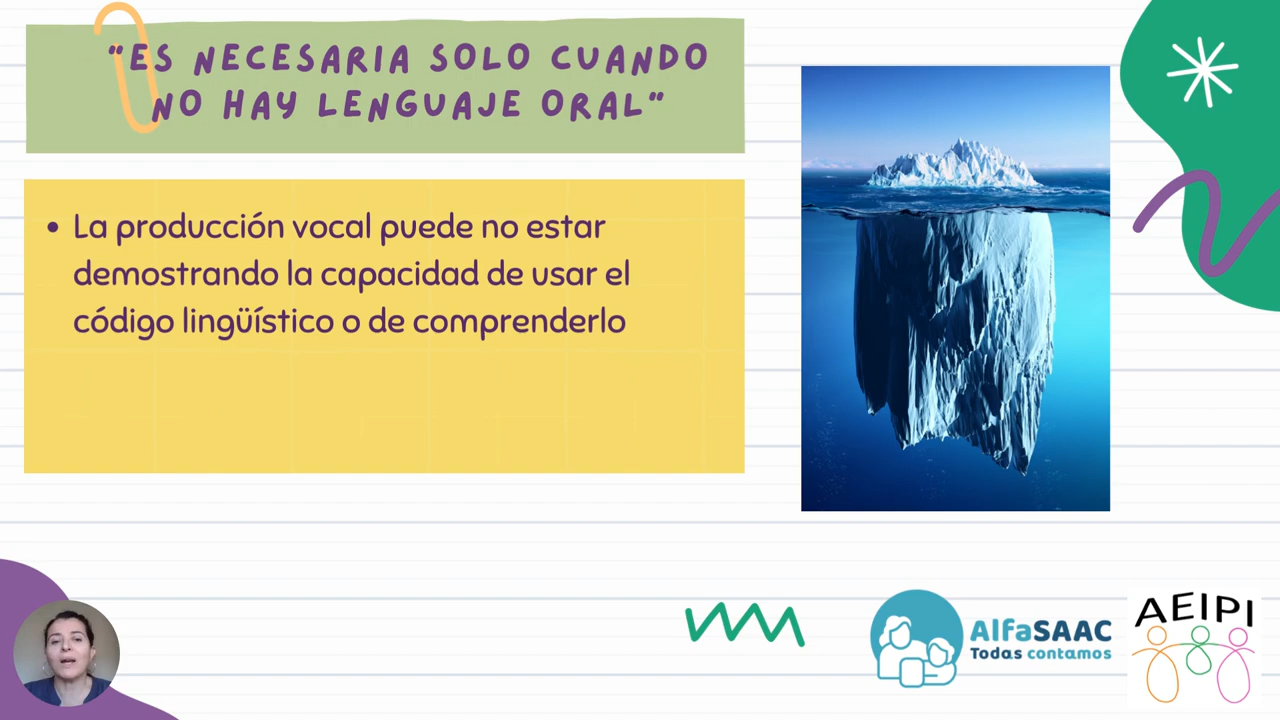 "ES NECESARIA SOLO CUANDO
NO HAY LENGUAJE ORAL"
• La producción vocal puede no estar
demostrando la capacidad de usar el
código lingüístico o de comprenderlo
AlfaSAAC
Todas contamos
AEIPI